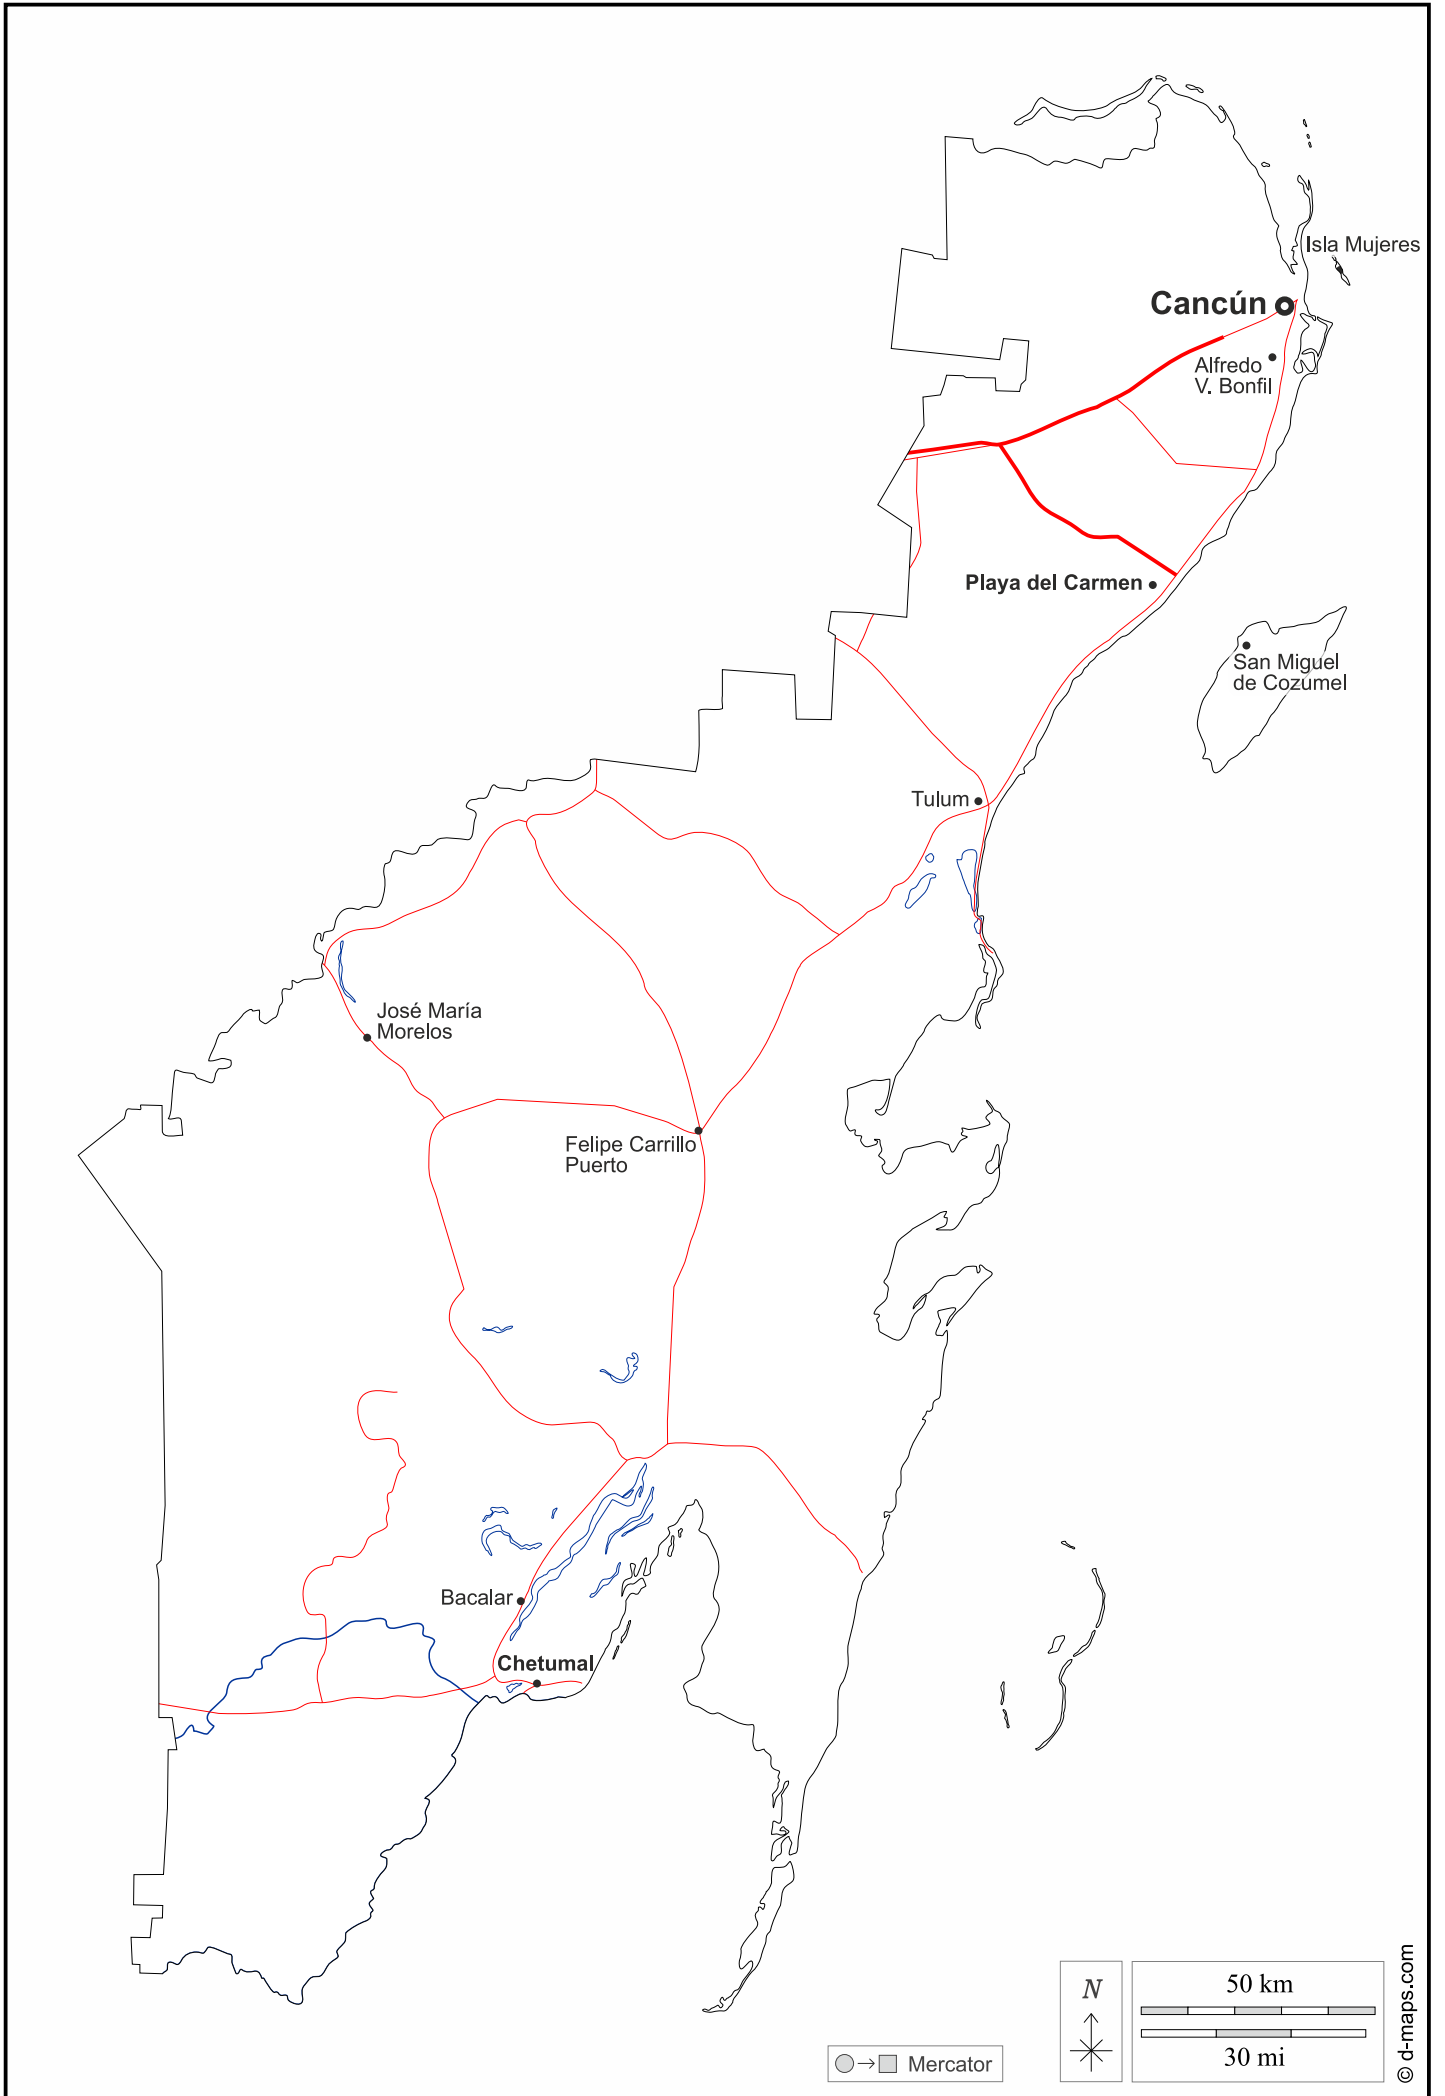 Isla Mujeres
Cancún
Alfredo
V. Bonfil
Playa del Carmen
San Miguel
de Cozumel
Tulum
José María
Morelos
Felipe Carrillo
Puerto
Bacalar
Chetumal
N
50 km
30 mi
Mercator
© d-maps.com